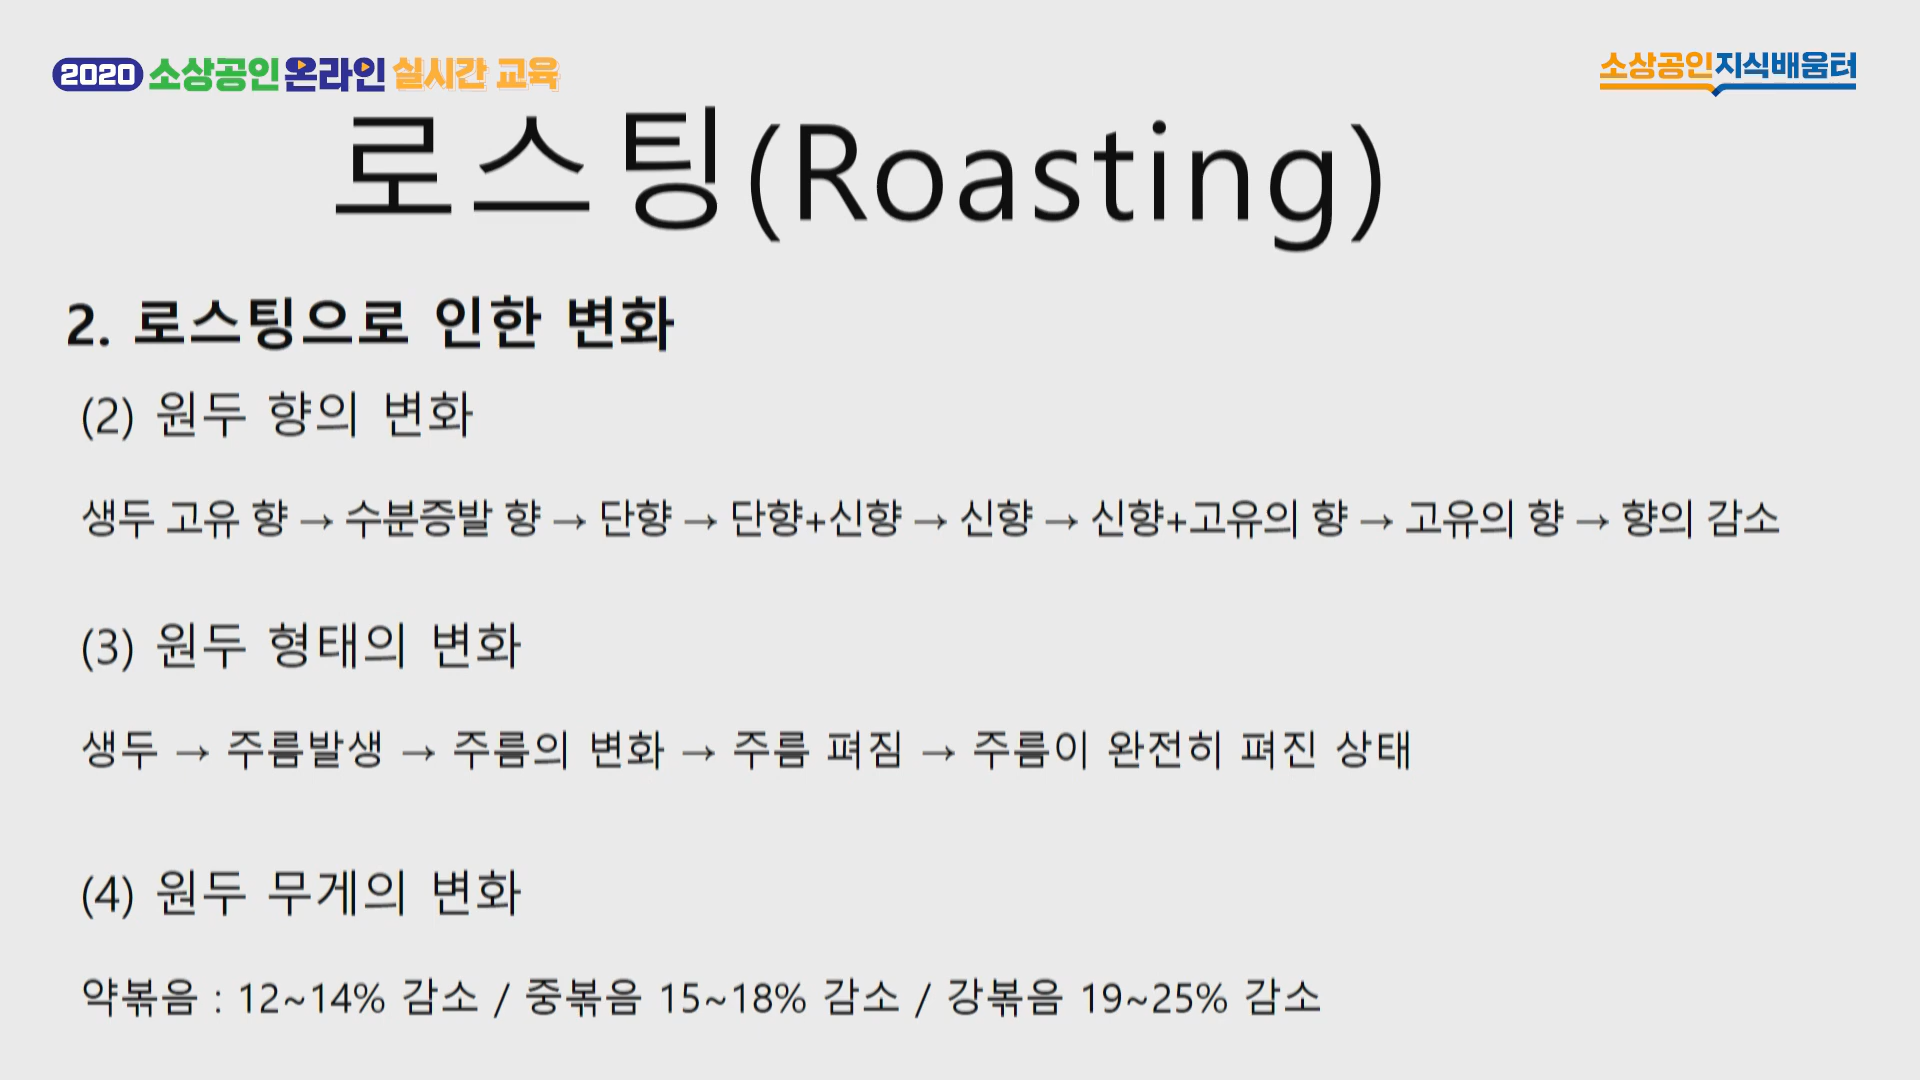 2020 소상공인 온라인 실시간 교육
소상공인지식배움터
로스팅(Roasting)
2. 로스팅으로 인한 변화
(2) 원두 향의 변화
생두 고유 향 → 수분증발 향 → 단향 → 단향+신향 → 신향 → 신향+고유의 향 → 고유의 향 → 향의 감소
(3) 원두 형태의 변화
생두 → 주름발생 → 주름의 변화 → 주름 펴짐 → 주름이 완전히 펴진 상태
(4) 원두 무게의 변화
약볶음 : 12~14% 감소 / 중볶음 15~18% 감소 / 강볶음 19~25% 감소